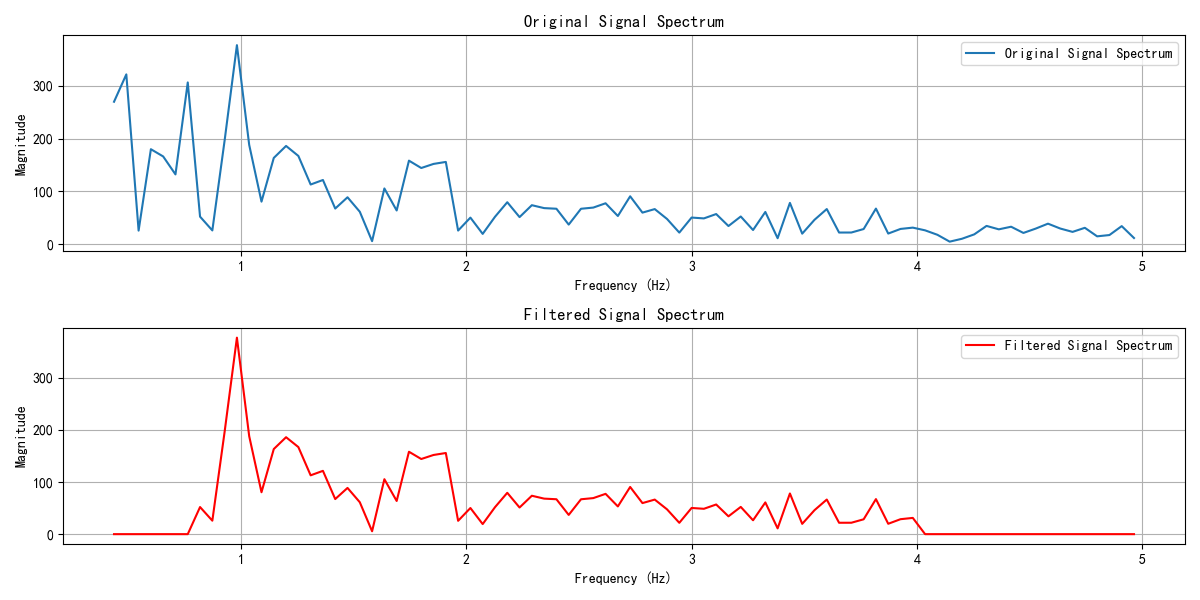 Original Signal Spectrum
Original Signal Spectrum
Magnitude
300
200
100
0
1 2 3 4 5
Frequency (Hz)
Filtered Signal Spectrum
Filtered Signal Spectrum
Magnitude
300
200
100
0
1 2 3 4 5
Frequency (Hz)